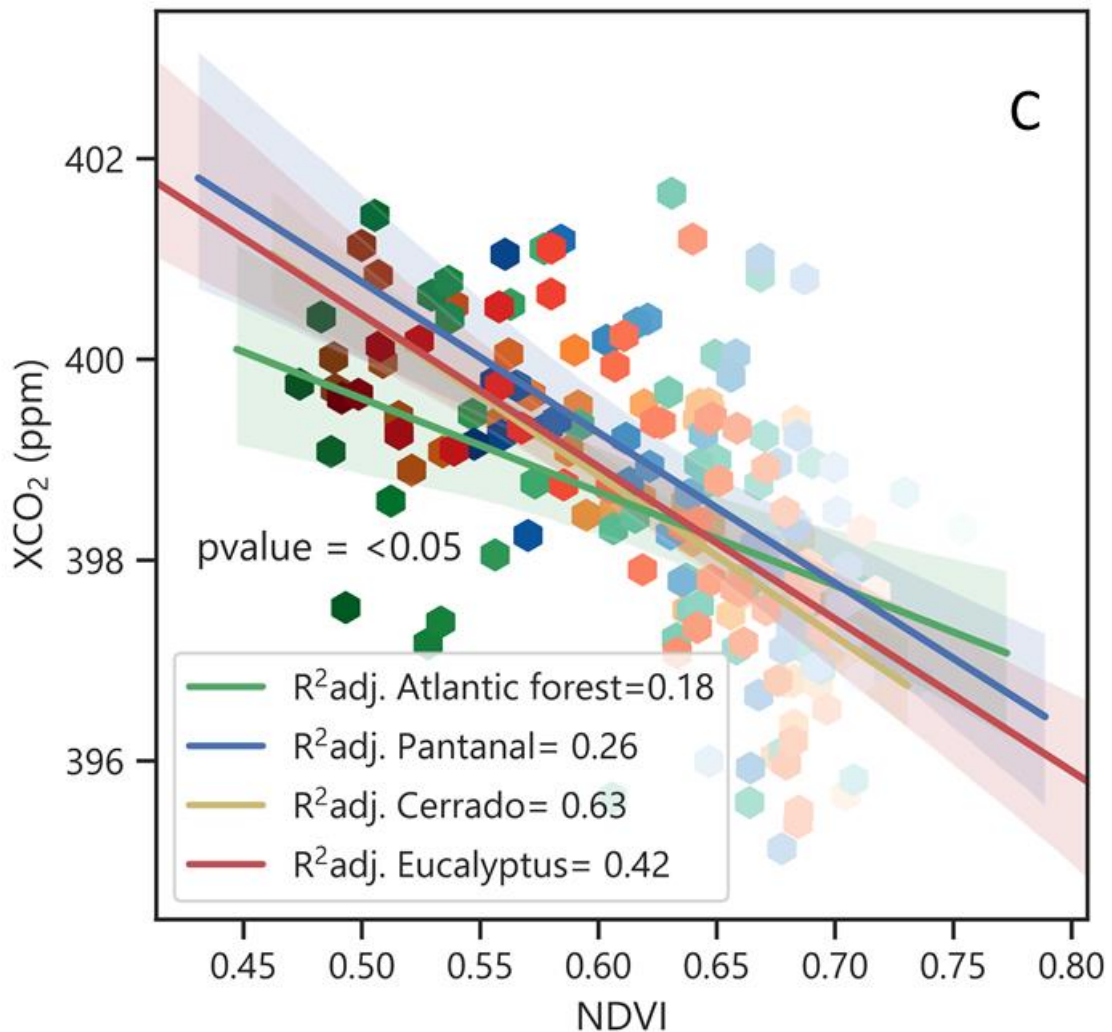 C
XCO₂ (ppm)
402
400
398
396
pvalue = <0.05
R²adj. Atlantic forest=0.18
R²adj. Pantanal= 0.26
R²adj. Cerrado= 0.63
R²adj. Eucalyptus= 0.42
0.45 0.50 0.55 0.60 0.65 0.70 0.75 0.80
NDVI